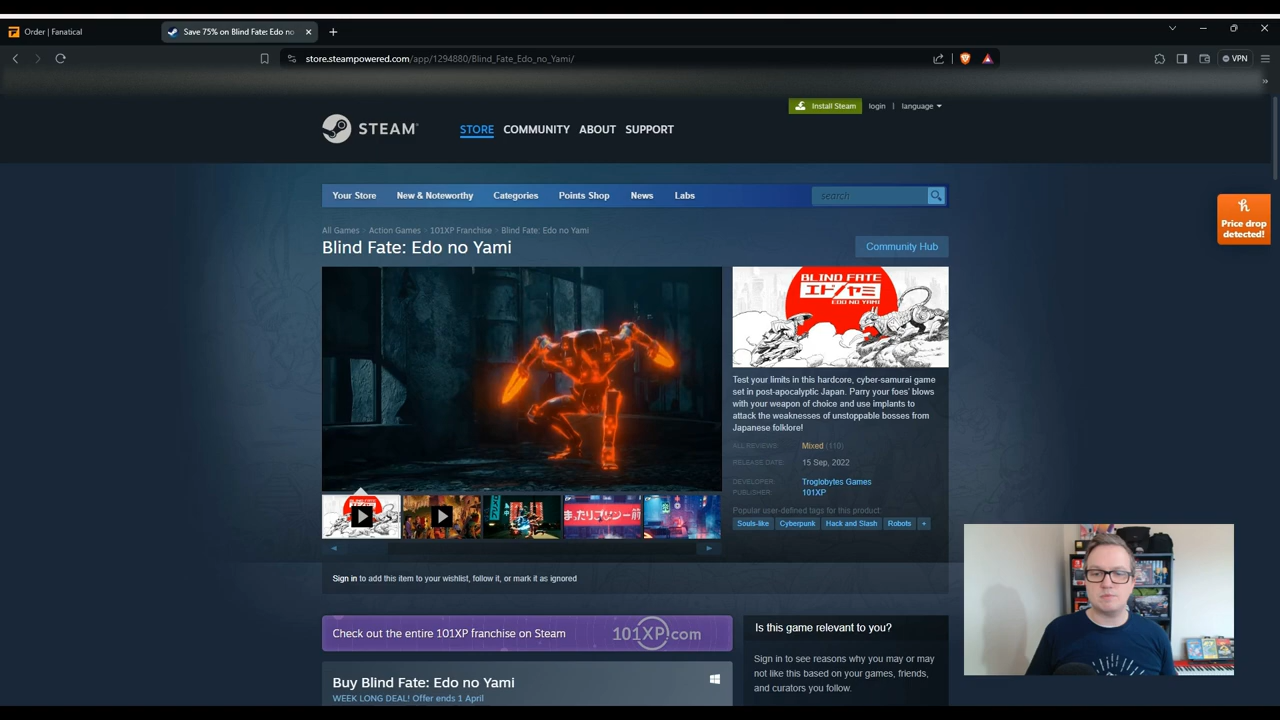 Order | Fanatical
Save 75% on Blind Fate: Edo no
store.steampowered.com/app/1294880/Blind_Fate_Edo_no_Yami/
VPN
Install Steam
login | language
STEAM
STORE COMMUNITY ABOUT SUPPORT
Your Store New & Noteworthy Categories Points Shop News Labs
search
h
Price drop
detected!
All Games > Action Games > 101XP Franchise > Blind Fate: Edo no Yami
Blind Fate: Edo no Yami
Community Hub
BLIND FATE
エドノヤミ
EDO NO YAMI
Test your limits in this hardcore, cyber-samurai game
set in post-apocalyptic Japan. Parry your foes' blows
with your weapon of choice and use implants to
attack the weaknesses of unstoppable bosses from
Japanese folklore!
ALL REVIEWS: Mixed (110)
RELEASE DATE: 15 Sep, 2022
DEVELOPER: Troglobytes Games
PUBLISHER: 101XP
Popular user-defined tags for this product:
Souls-like Cyberpunk Hack and Slash Robots +
Sign in to add this item to your wishlist, follow it, or mark it as ignored
Check out the entire 101XP franchise on Steam
101XP.com
Is this game relevant to you?
Sign in to see reasons why you may or may
not like this based on your games, friends,
and curators you follow.
Buy Blind Fate: Edo no Yami
WEEK LONG DEAL! Offer ends 1 April